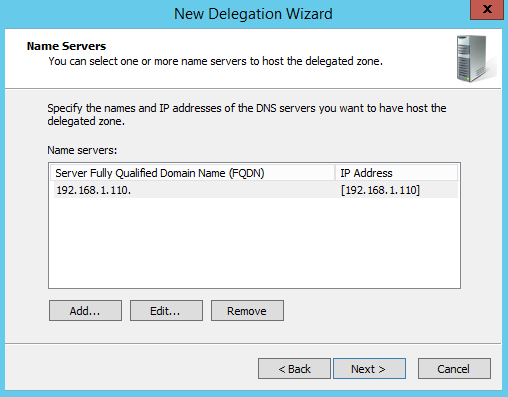 New Delegation Wizard
x
Name Servers
You can select one or more name servers to host the delegated zone.
Specify the names and IP addresses of the DNS servers you want to have host the
delegated zone.
Name servers:
Server Fully Qualified Domain Name (FQDN) IP Address
192.168.1.110. [192.168.1.110]
Add... Edit... Remove
< Back Next > Cancel